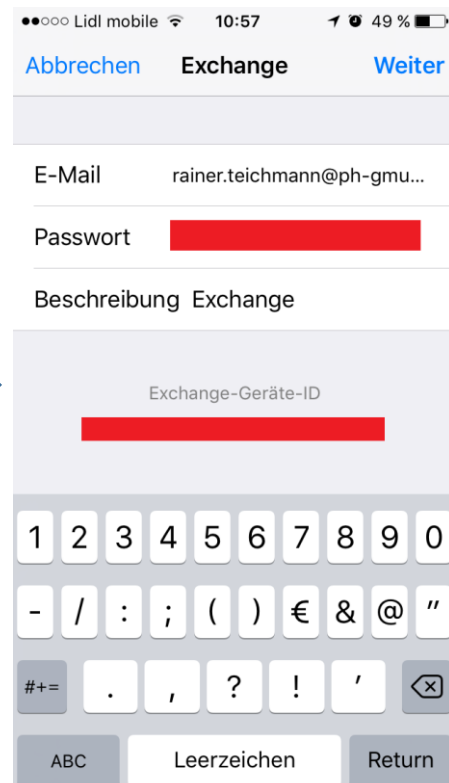 Lidl mobile 10:57 49 %
Abbrechen Exchange Weiter
E-Mail rainer.teichmann@ph-gmu...
Passwort
Beschreibung Exchange
Exchange-Geräte-ID
1 2 3 4 5 6 7 8 9 0
- / : ; ( ) € & @ "
#+= . , ? ! '
ABC Leerzeichen Return